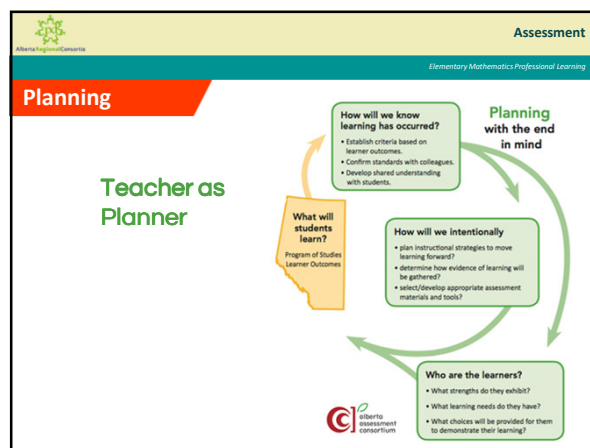 AlbertaRegionalConsortia
Assessment
Elementary Mathematics Professional Learning
Planning
Teacher as
Planner
Planning
with the end
in mind
How will we know
learning has occurred?
• Establish criteria based on
learner outcomes.
• Confirm standards with colleagues.
• Develop shared understanding
with students.
What will
students
learn?
Program of Studies
Learner Outcomes
How will we intentionally
• plan instructional strategies to move
learning forward?
• determine how evidence of learning will
be gathered?
• select/develop appropriate assessment
materials and tools?
Who are the learners?
• What strengths do they exhibit?
• What learning needs do they have?
• What choices will be provided for them
to demonstrate their learning?
alberta
assessment
consortium